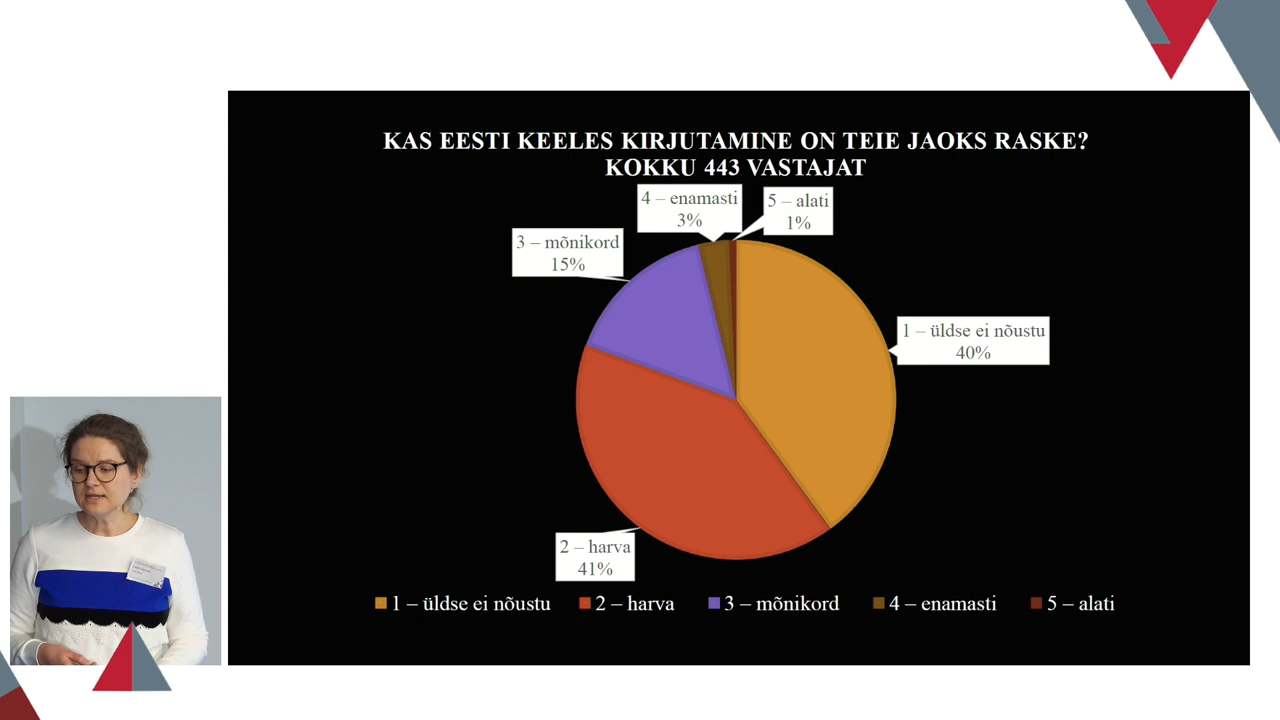 KAS EESTI KEELES KIRJUTAMINE ON TEIE JAOKS RASKE?
KOKKU 443 VASTAJAT
4 – enamasti
3%
5 – alati
1%
3 – mõnikord
15%
1 – üldse ei nõustu
40%
2 – harva
41%
1 – üldse ei nõustu
2 – harva
3 – mõnikord
4 – enamasti
5 – alati